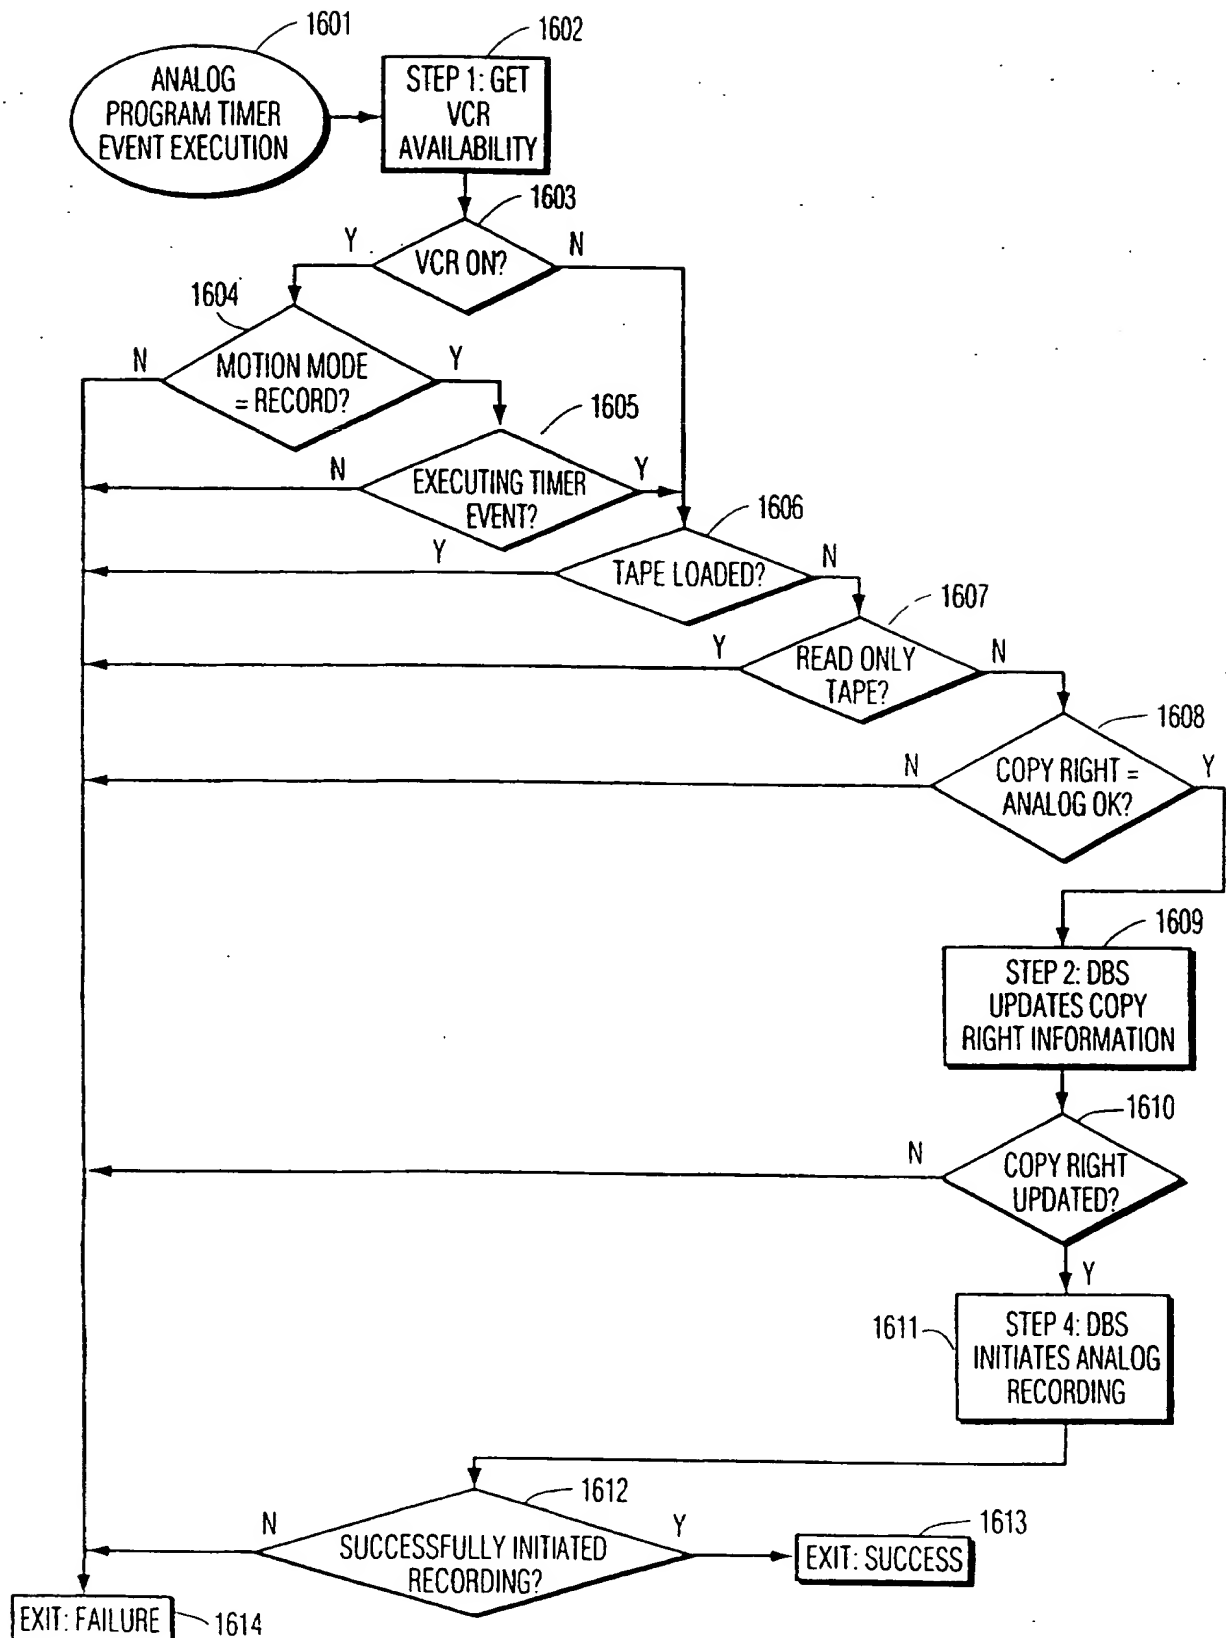 1601
1602
ANALOG
PROGRAM TIMER
EVENT EXECUTION
STEP 1: GET
VCR
AVAILABILITY
1603
Y
VCR ON?
N
1604
N
MOTION MODE
= RECORD?
Y
1605
N
EXECUTING TIMER
EVENT?
Y
1606
Y
TAPE LOADED?
N
1607
Y
READ ONLY
TAPE?
N
1608
N
COPY RIGHT =
ANALOG OK?
Y
1609
STEP 2: DBS
UPDATES COPY
RIGHT INFORMATION
1610
N
COPY RIGHT
UPDATED?
Y
1611
STEP 4: DBS
INITIATES ANALOG
RECORDING
1612
N
SUCCESSFULLY INITIATED
RECORDING?
Y
1613
EXIT: SUCCESS
EXIT: FAILURE
1614